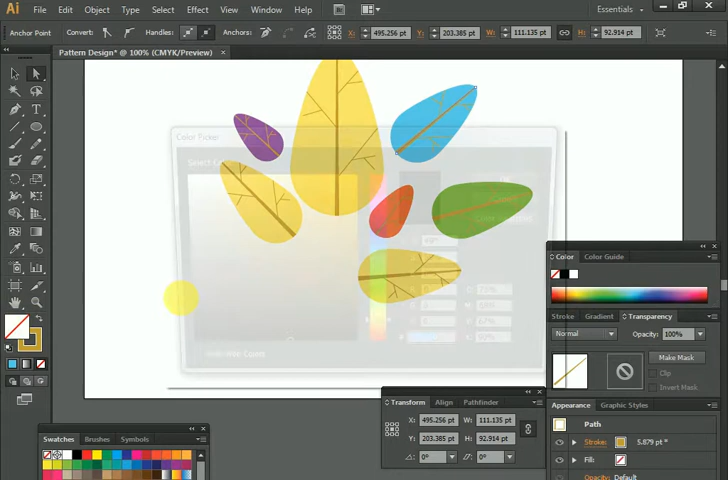 Ai File Edit Object Type Select Effect View Window Help Br Essentials
Anchor Point Convert: Handles: Anchors: X: 495.256 pt Y: 203.385 pt W: 111.135 pt H: 92.914 pt
Pattern Design* @ 100% (CMYK/Preview) ×
Color Picker
Color Color Guide
Stroke Gradient Transparency
Normal Opacity: 100%
Make Mask
Clip
Invert Mask
Appearance Graphic Styles
Path
Stroke: 5.879 pt *
Fill:
Opacity: Default
Transform Align Pathfinder
X: 495.256 pt W: 111.135 pt
Y: 203.385 pt H: 92.914 pt
0° 0°
Swatches Brushes Symbols